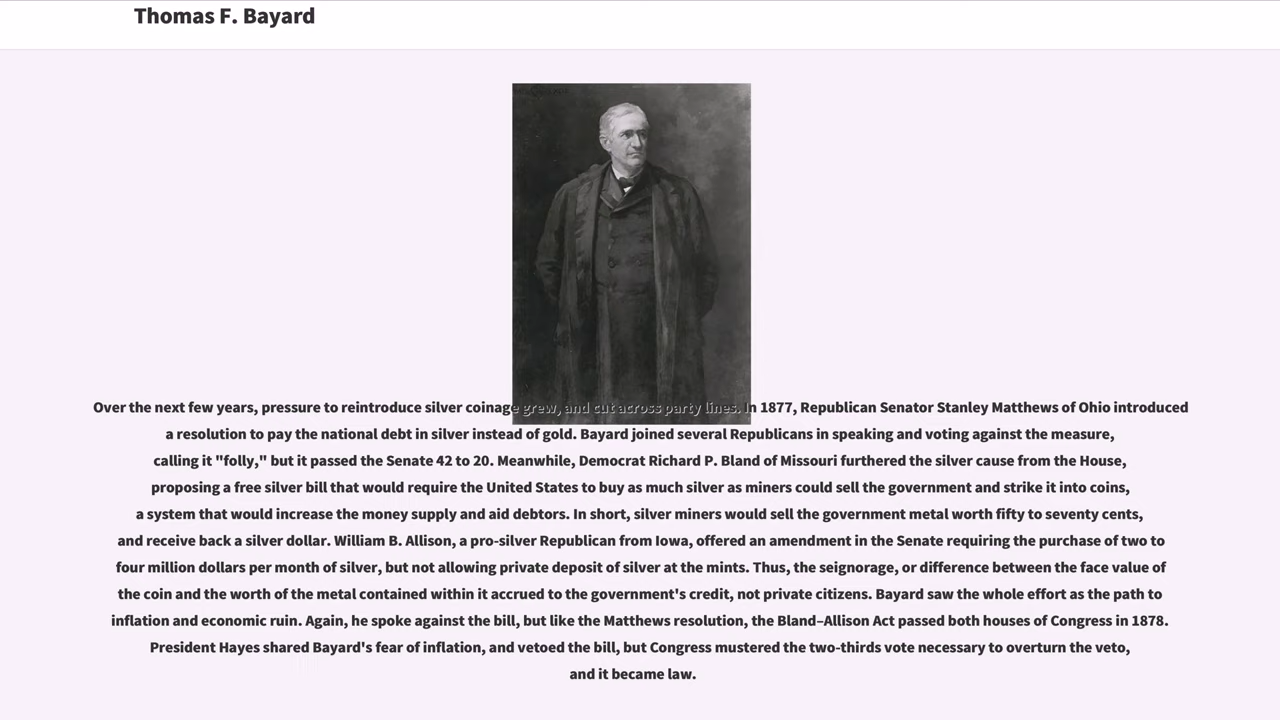 Thomas F. Bayard
Over the next few years, pressure to reintroduce silver coinage grew, and cut across party lines. In 1877, Republican Senator Stanley Matthews of Ohio introduced
a resolution to pay the national debt in silver instead of gold. Bayard joined several Republicans in speaking and voting against the measure,
calling it "folly," but it passed the Senate 42 to 20. Meanwhile, Democrat Richard P. Bland of Missouri furthered the silver cause from the House,
proposing a free silver bill that would require the United States to buy as much silver as miners could sell the government and strike it into coins,
a system that would increase the money supply and aid debtors. In short, silver miners would sell the government metal worth fifty to seventy cents,
and receive back a silver dollar. William B. Allison, a pro-silver Republican from Iowa, offered an amendment in the Senate requiring the purchase of two to
four million dollars per month of silver, but not allowing private deposit of silver at the mints. Thus, the seignorage, or difference between the face value of
the coin and the worth of the metal contained within it accrued to the government's credit, not private citizens. Bayard saw the whole effort as the path to
inflation and economic ruin. Again, he spoke against the bill, but like the Matthews resolution, the Bland–Allison Act passed both houses of Congress in 1878.
President Hayes shared Bayard's fear of inflation, and vetoed the bill, but Congress mustered the two-thirds vote necessary to overturn the veto,
and it became law.